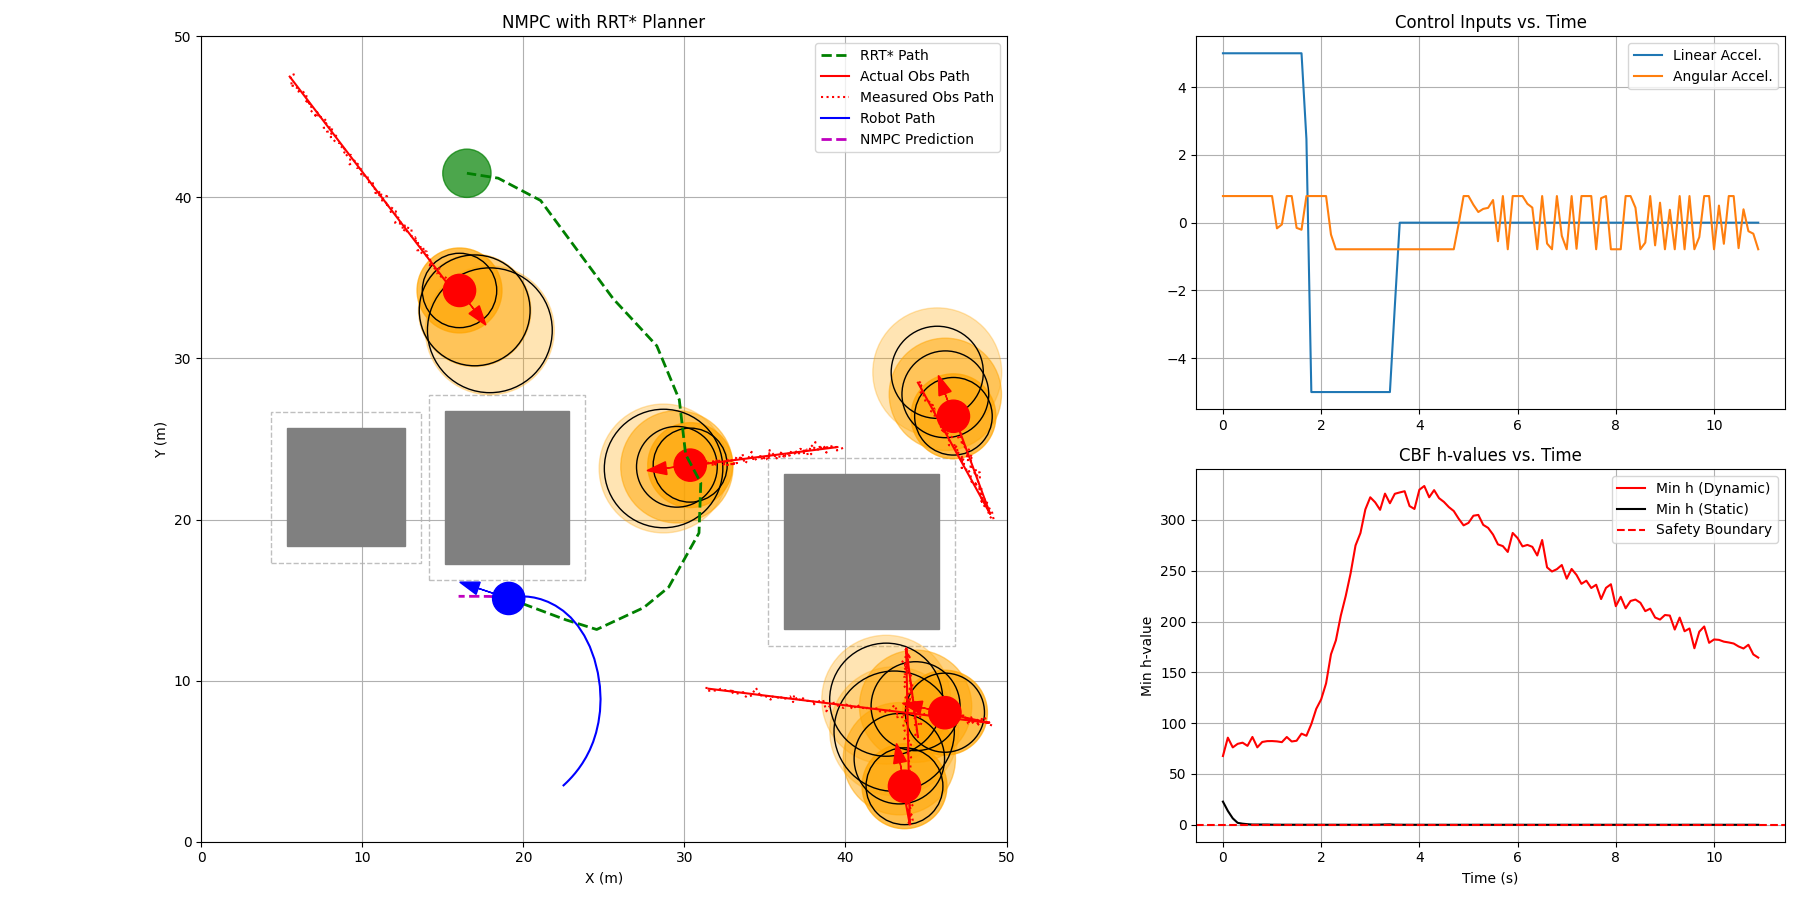 NMPC with RRT* Planner
50
40
30
20
10
0
Y (m)
0 10 20 30 40 50
X (m)
RRT* Path
Actual Obs Path
Measured Obs Path
Robot Path
NMPC Prediction
Control Inputs vs. Time
Linear Accel.
Angular Accel.
4
2
0
−2
−4
0 2 4 6 8 10
CBF h-values vs. Time
Min h (Dynamic)
Min h (Static)
Safety Boundary
Min h-value
300
250
200
150
100
50
0
0 2 4 6 8 10
Time (s)